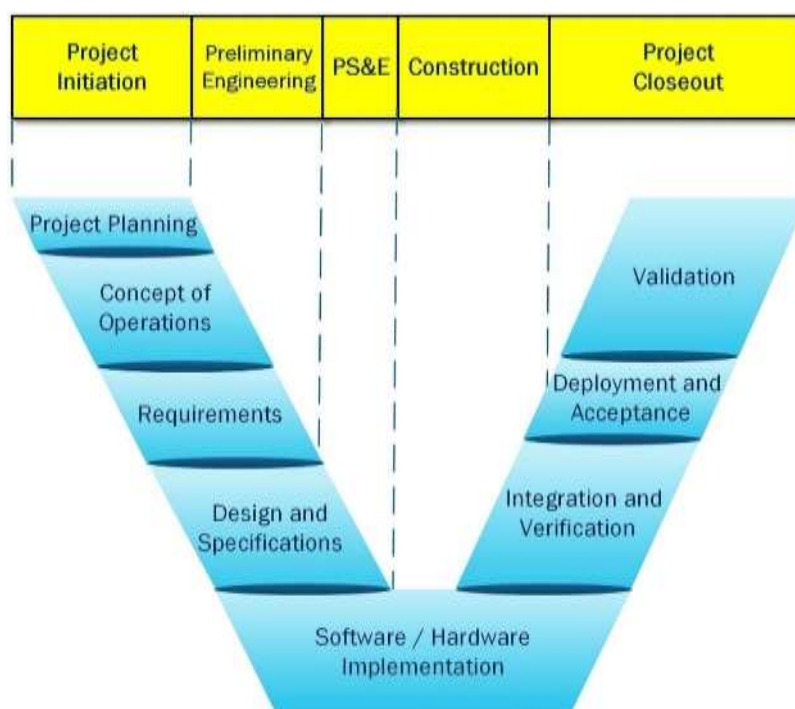 Project
Initiation
Preliminary
Engineering
PS&E
Construction
Project
Closeout
Project Planning
Concept of
Operations
Requirements
Design and
Specifications
Software / Hardware
Implementation
Validation
Deployment and
Acceptance
Integration and
Verification